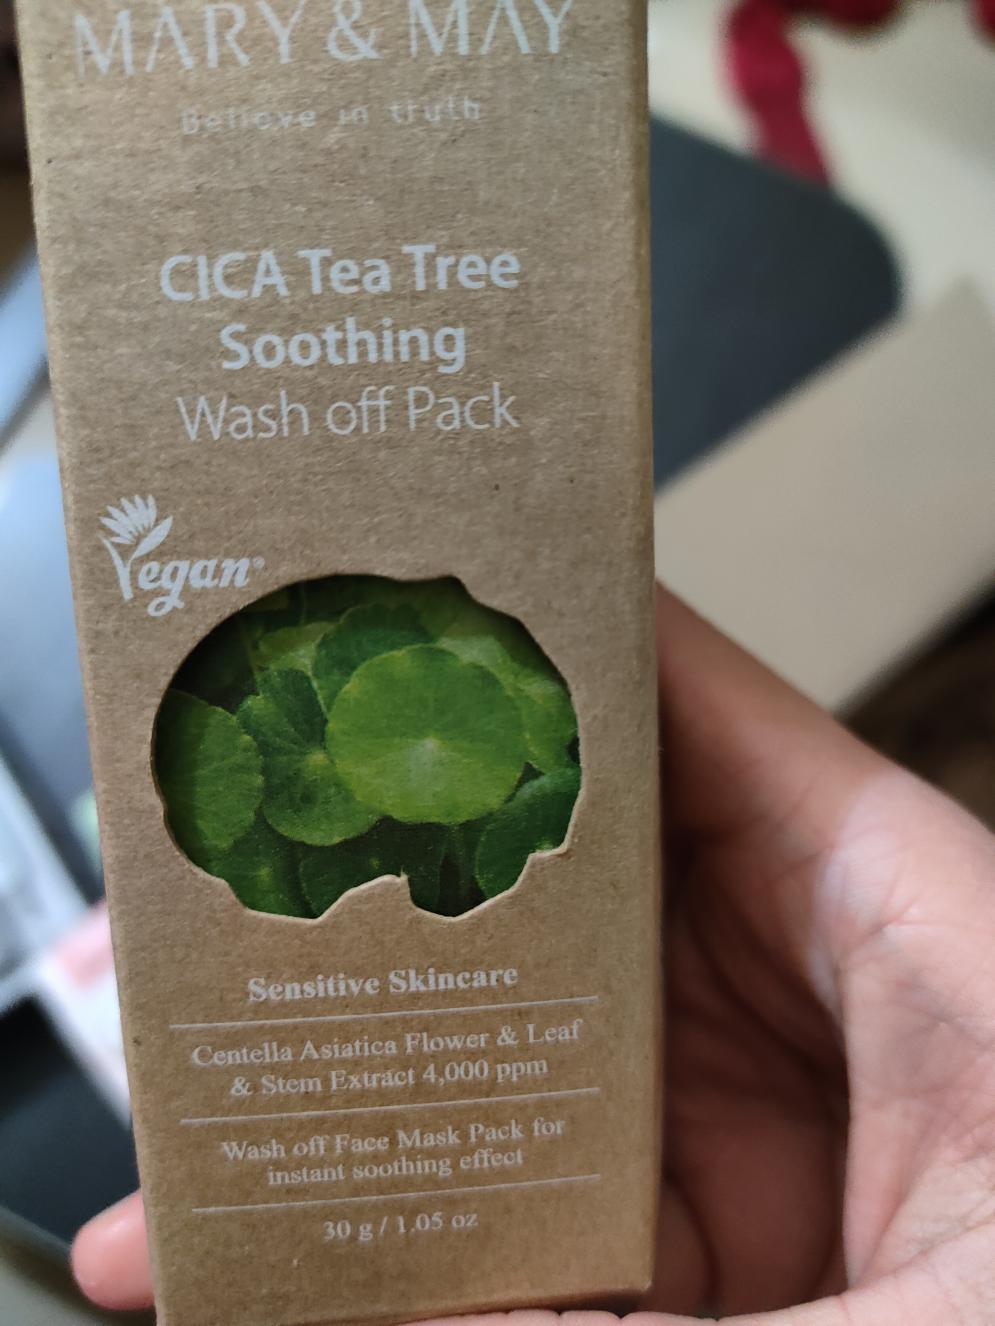 MARY & MAY
Believe in truth
CICA Tea Tree
Soothing
Wash off Pack
Vegan®
Sensitive Skincare
Centella Asiatica Flower & Leaf
& Stem Extract 4,000 ppm
Wash off Face Mask Pack for
instant soothing effect
30 g / 1.05 oz